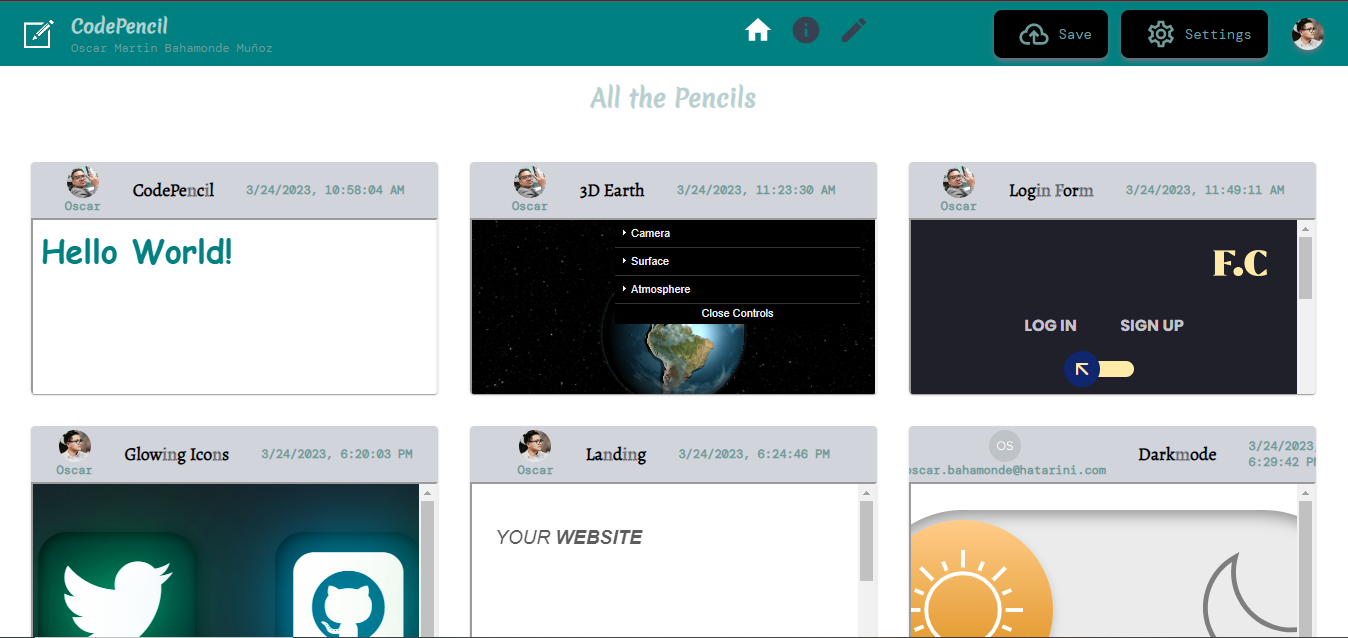 CodePencil
Oscar Martin Bahamonde Muñoz
Save
Settings
All the Pencils
Oscar
CodePencil
3/24/2023, 10:58:04 AM
Hello World!
Oscar
3D Earth
3/24/2023, 11:23:30 AM
Camera
Surface
Atmosphere
Close Controls
Oscar
Login Form
3/24/2023, 11:49:11 AM
F.C
LOG IN
SIGN UP
Oscar
Glowing Icons
3/24/2023, 6:20:03 PM
Oscar
Landing
3/24/2023, 6:24:46 PM
YOUR WEBSITE
OS
oscar.bahamonde@hatarini.com
Darkmode
3/24/2023
6:29:42 PM